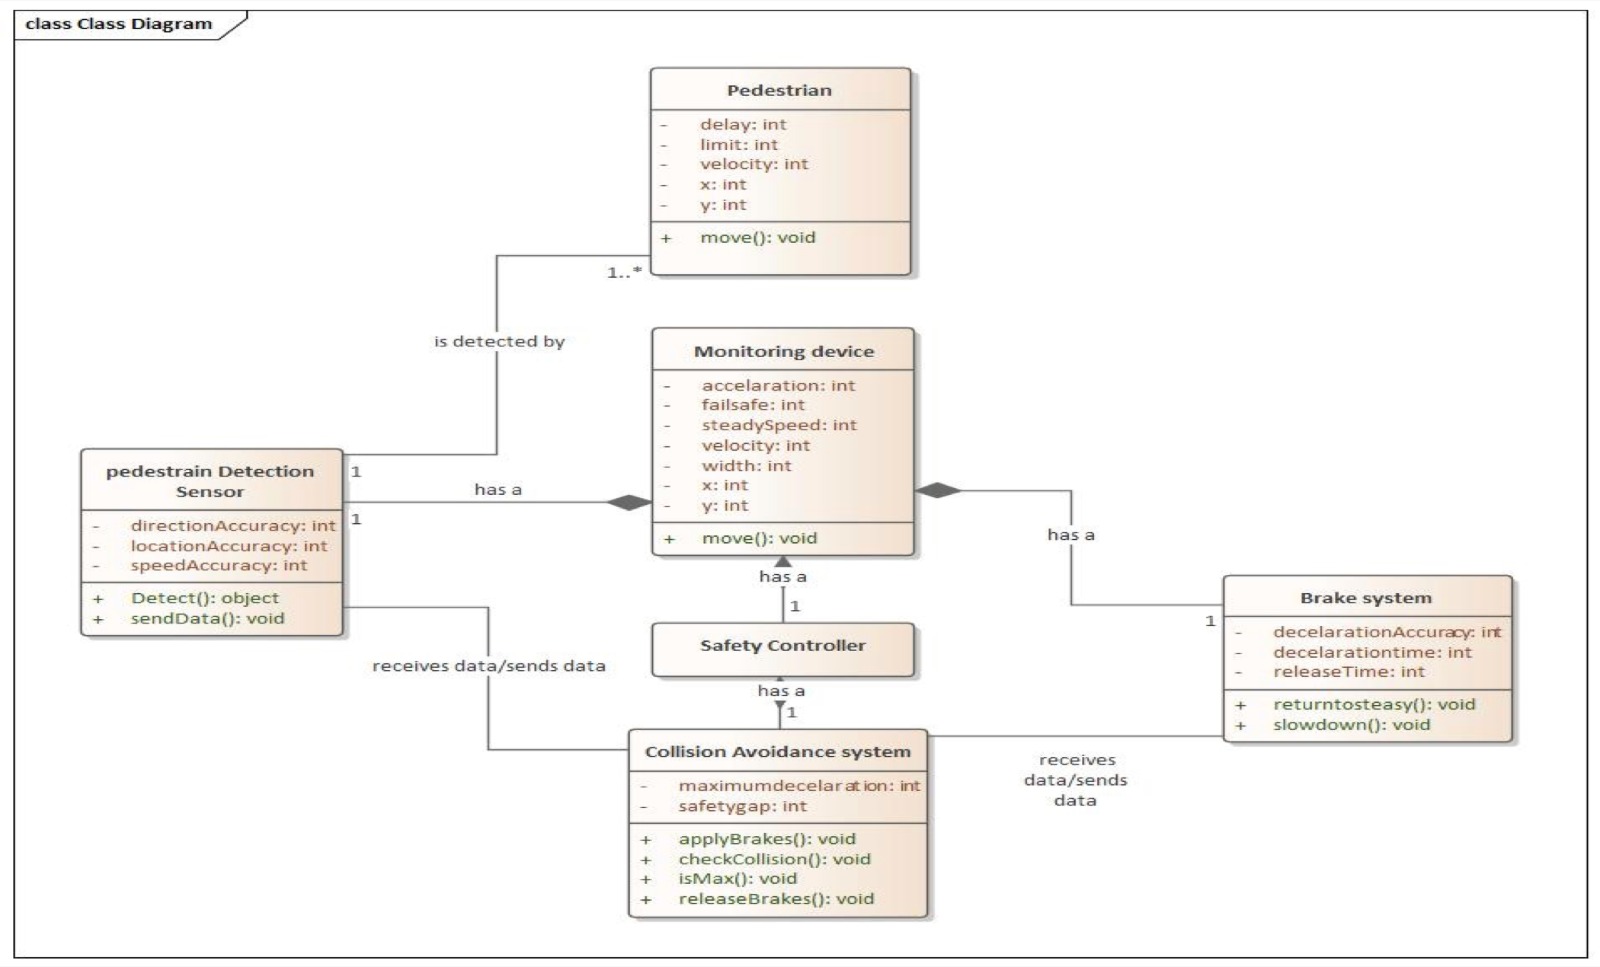 class Class Diagram
Pedestrian
- delay: int
- limit: int
- velocity: int
- x: int
- y: int
+ move(): void
1..*
is detected by
Monitoring device
- accelaration: int
- failsafe: int
- steadySpeed: int
- velocity: int
- width: int
- x: int
- y: int
+ move(): void
pedestrain Detection
Sensor
- directionAccuracy: int
- locationAccuracy: int
- speedAccuracy: int
+ Detect(): object
+ sendData(): void
1
has a
1
has a
1
has a
1
Brake system
- decelarationAccuracy: int
- decelarationtime: int
- releaseTime: int
+ returntosteasy(): void
+ slowdown(): void
Safety Controller
receives data/sends data
has a
1
Collision Avoidance system
- maximumdecelaration: int
- safetygap: int
+ applyBrakes(): void
+ checkCollision(): void
+ isMax(): void
+ releaseBrakes(): void
receives
data/sends
data